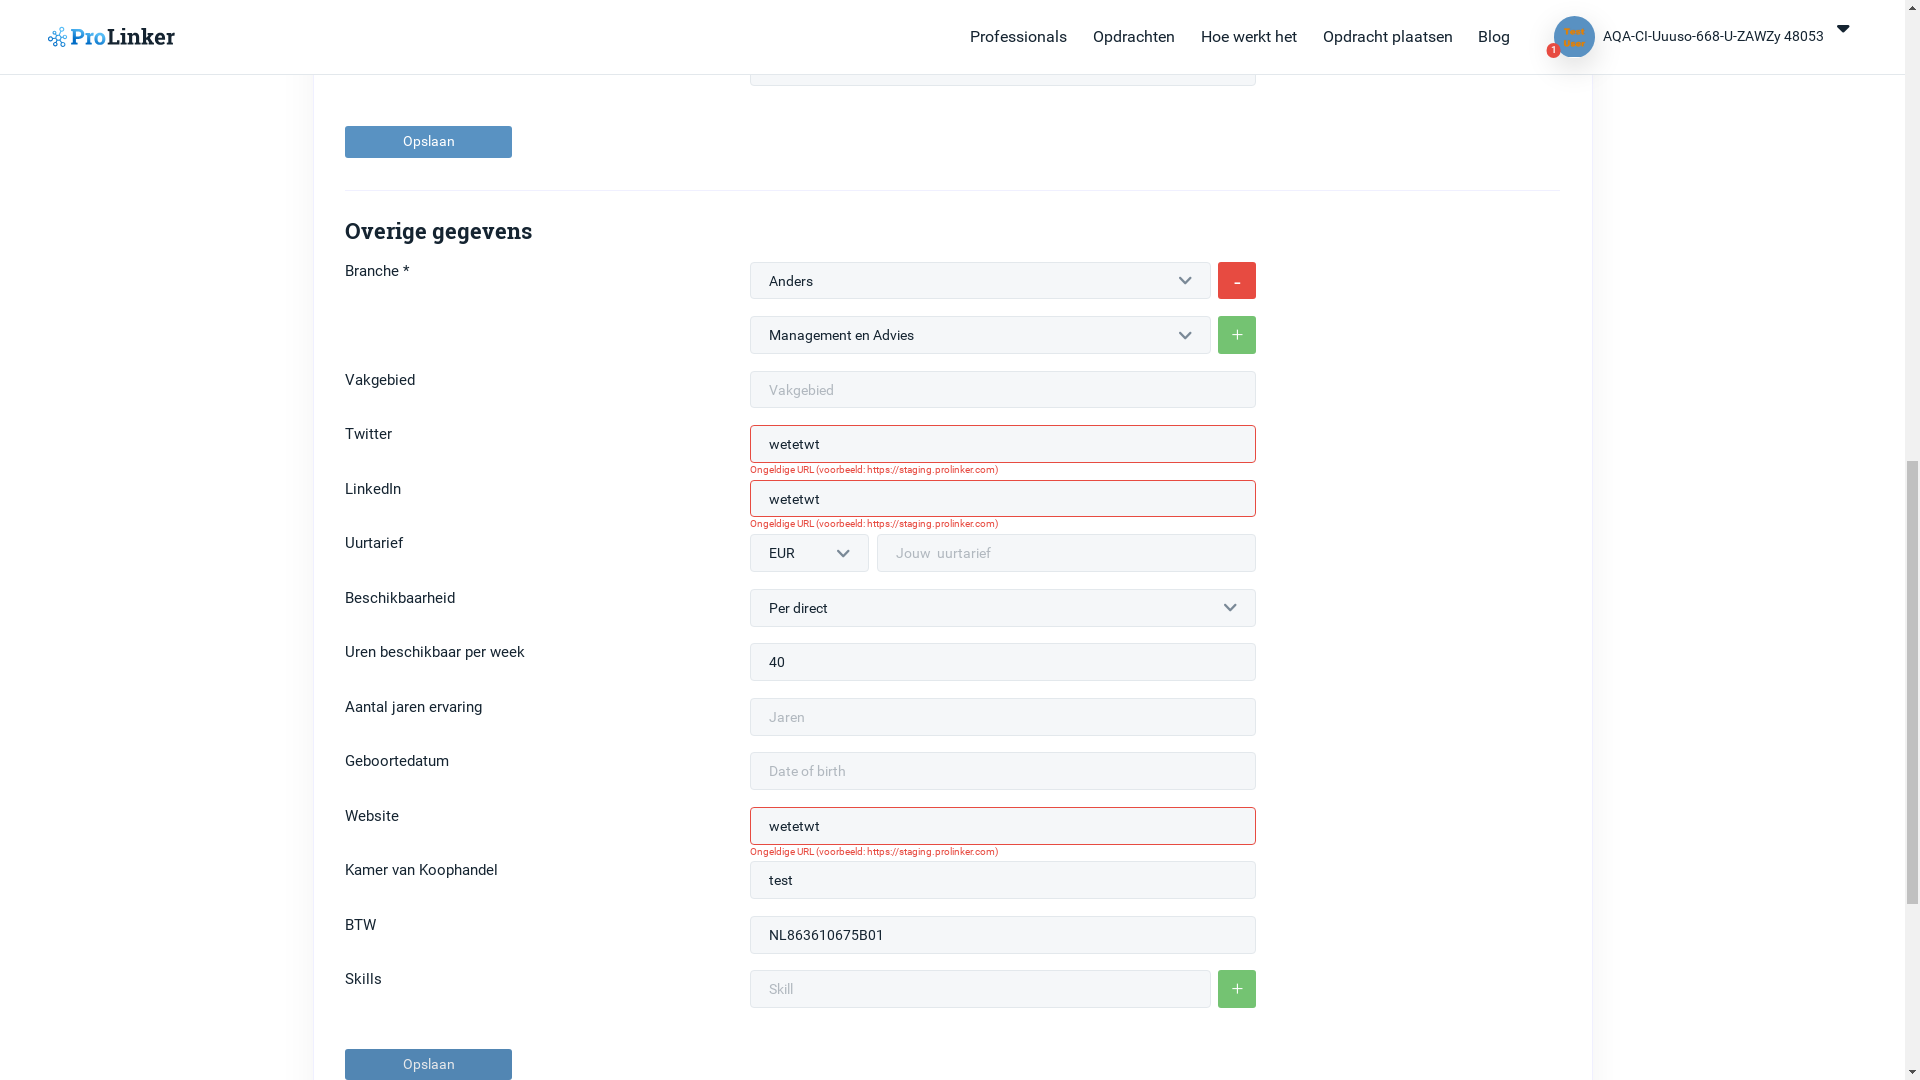 ProLinker
Professionals Opdrachten Hoe werkt het Opdracht plaatsen Blog
Test User
1
AQA-CI-Uuuso-668-U-ZAWZy 48053
Opslaan
Overige gegevens
Branche *
Anders
-
Management en Advies
+
Vakgebied
Vakgebied
Twitter
wetetwt
Ongeldige URL (voorbeeld: https://staging.prolinker.com)
LinkedIn
wetetwt
Ongeldige URL (voorbeeld: https://staging.prolinker.com)
Uurtarief
EUR
Jouw uurtarief
Beschikbaarheid
Per direct
Uren beschikbaar per week
40
Aantal jaren ervaring
Jaren
Geboortedatum
Date of birth
Website
wetetwt
Ongeldige URL (voorbeeld: https://staging.prolinker.com)
Kamer van Koophandel
test
BTW
NL863610675B01
Skills
Skill
+
Opslaan